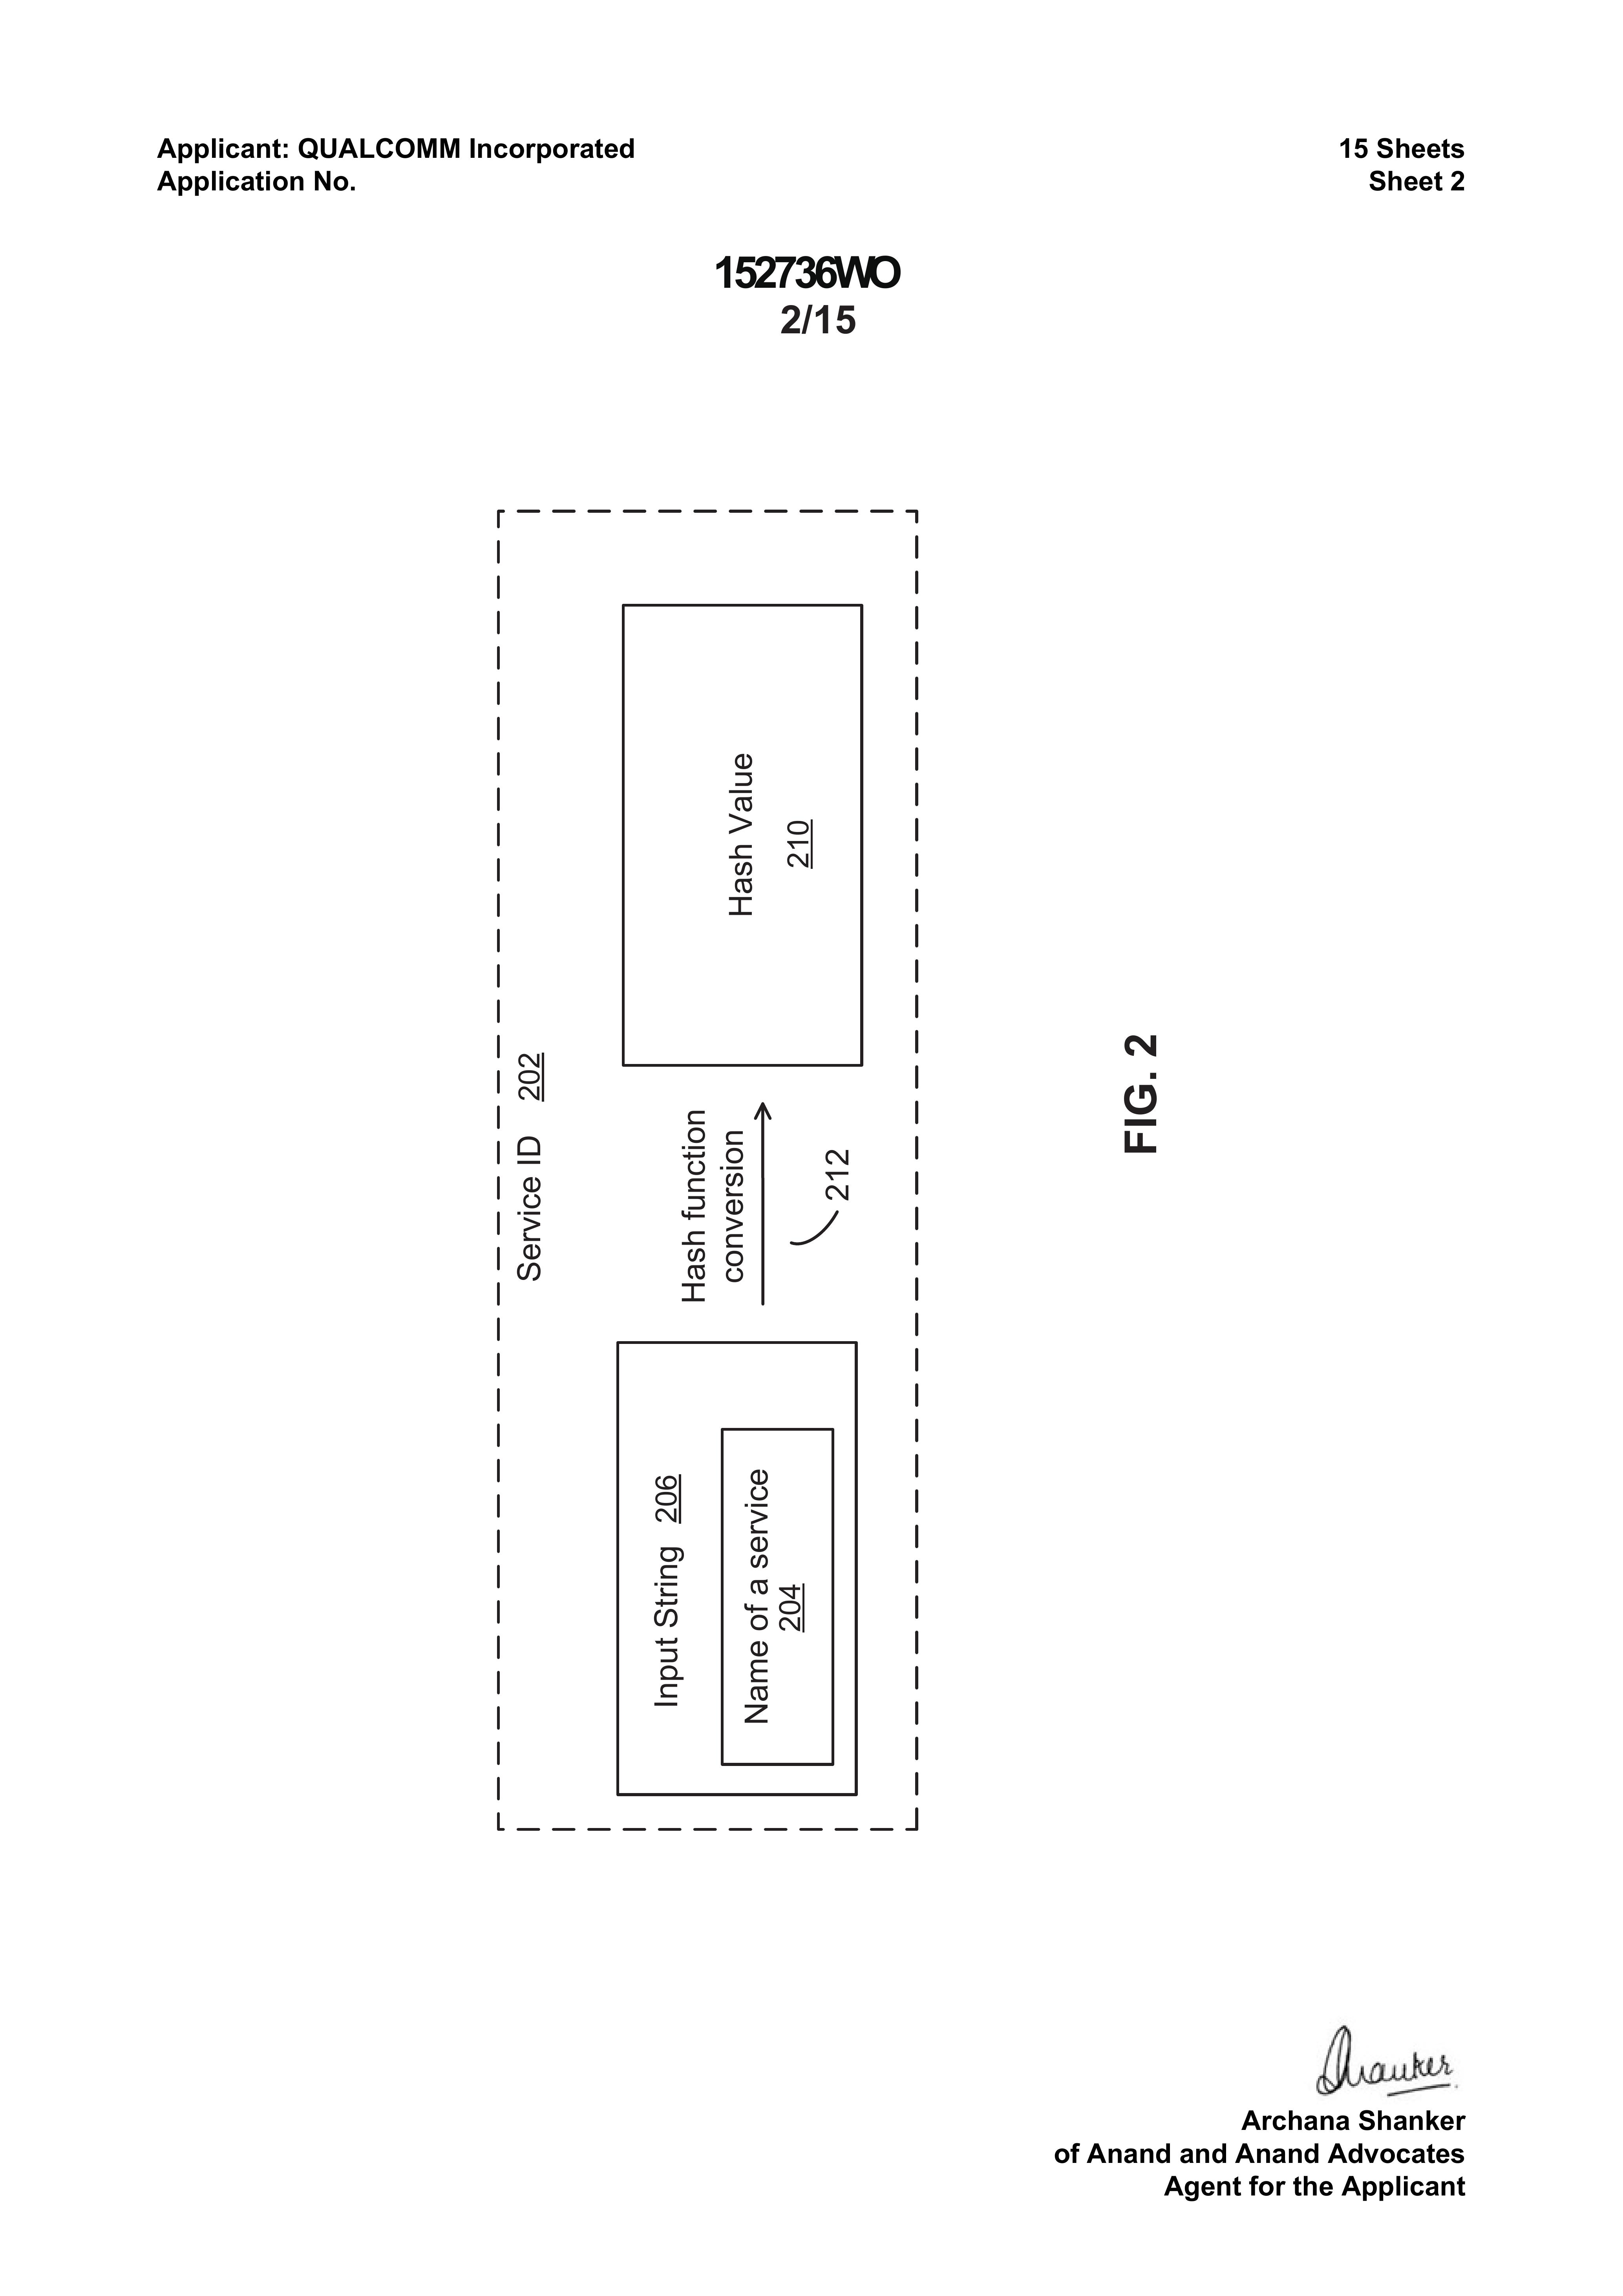 Applicant: QUALCOMM Incorporated
Application No.
15 Sheets
Sheet 2
152736WO
2/15
Service ID 202
Input String 206
Name of a service
204
Hash function
conversion
212
Hash Value
210
FIG. 2
Shanker
Archana Shanker
of Anand and Anand Advocates
Agent for the Applicant